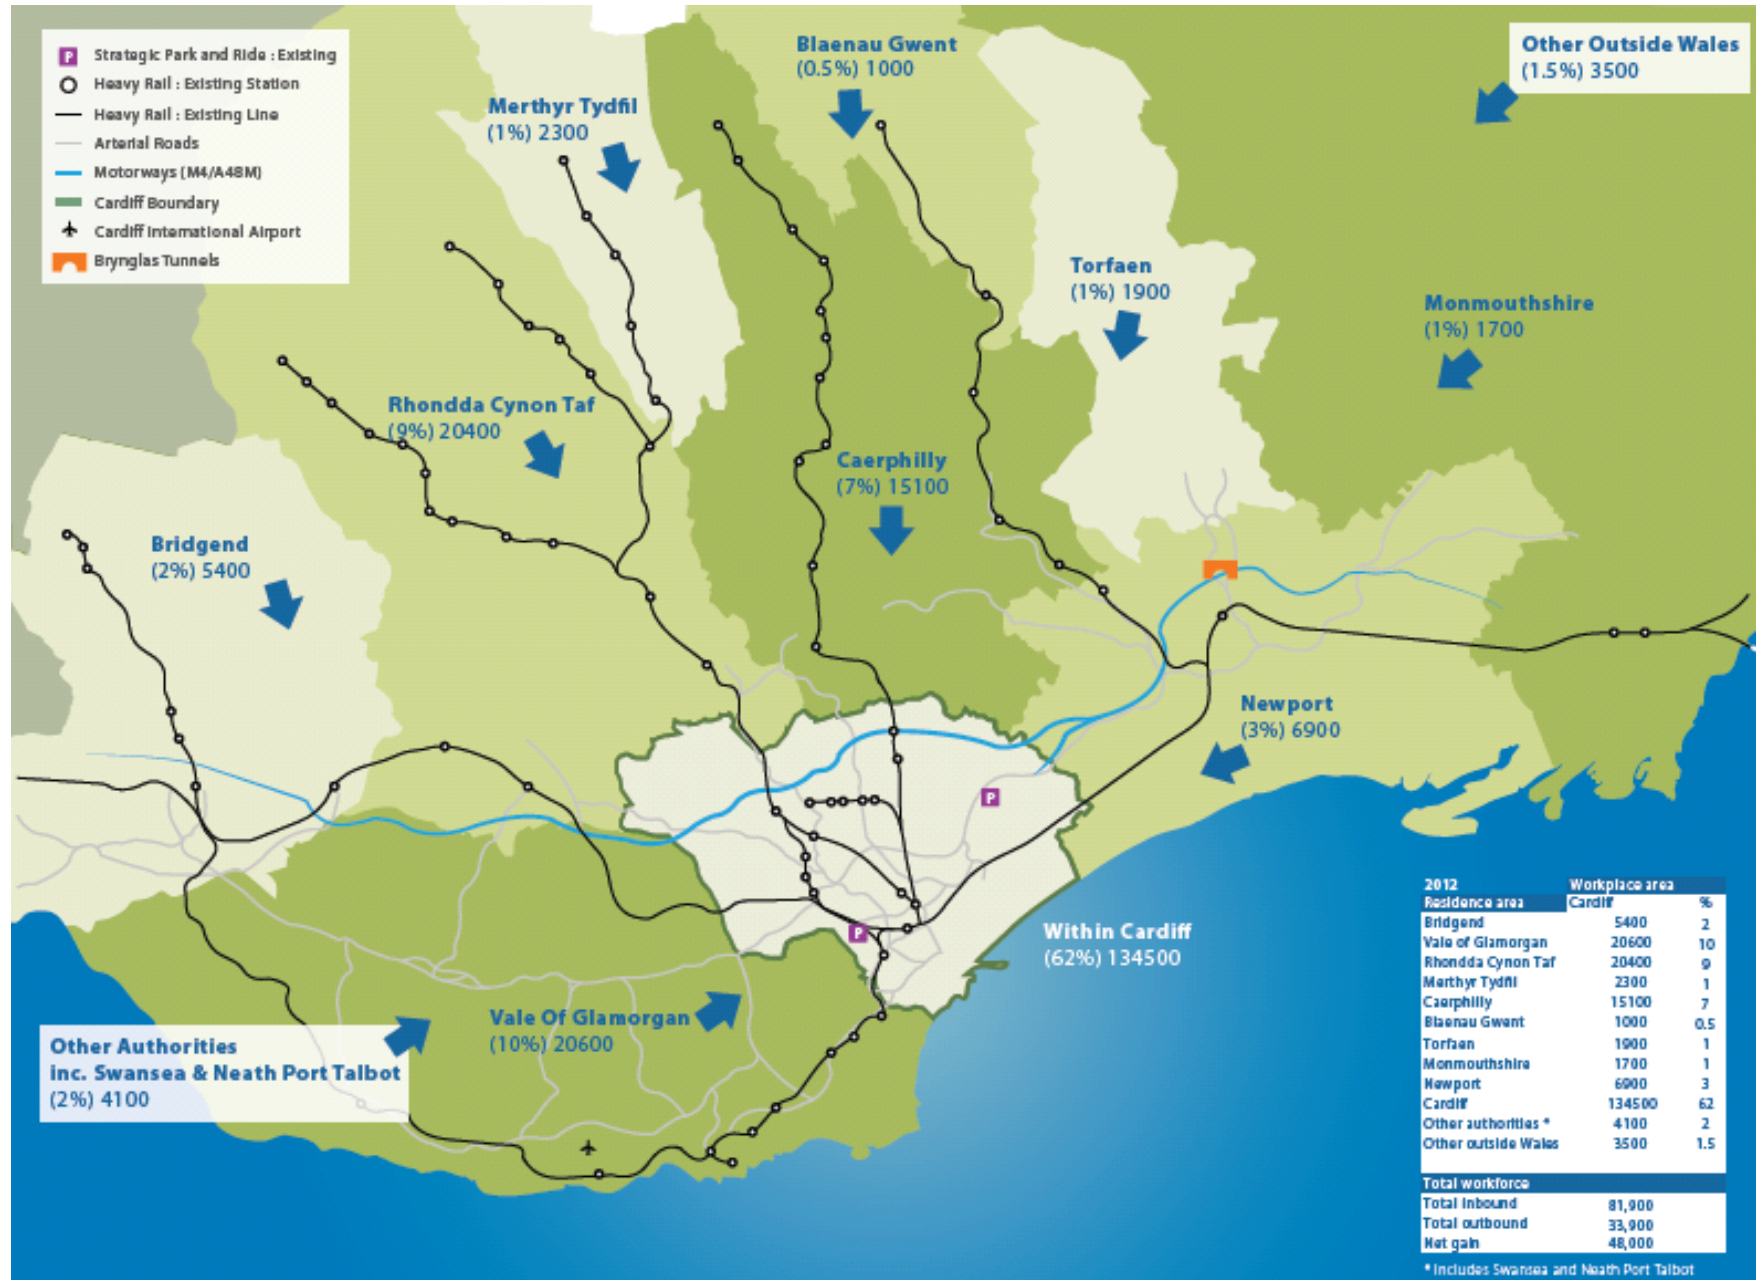 P Strategic Park and Ride : Existing
Heavy Rail : Existing Station
Heavy Rail : Existing Line
Arterial Roads
Motorways (M4/A48M)
Cardiff Boundary
Cardiff International Airport
Brynglas Tunnels
Blaenau Gwent
(0.5%) 1000
Other Outside Wales
(1.5%) 3500
Merthyr Tydfil
(1%) 2300
Torfaen
(1%) 1900
Monmouthshire
(1%) 1700
Rhondda Cynon Taf
(9%) 20400
Caerphilly
(7%) 15100
Bridgend
(2%) 5400
Newport
(3%) 6900
P
P
Within Cardiff
(62%) 134500
Vale Of Glamorgan
(10%) 20600
Other Authorities
inc. Swansea & Neath Port Talbot
(2%) 4100
2012 Workplace area
Residence area Cardiff %
Bridgend 5400 2
Vale of Glamorgan 20600 10
Rhondda Cynon Taf 20400 9
Merthyr Tydfil 2300 1
Caerphilly 15100 7
Blaenau Gwent 1000 0.5
Torfaen 1900 1
Monmouthshire 1700 1
Newport 6900 3
Cardiff 134500 62
Other authorities * 4100 2
Other outside Wales 3500 1.5
Total workforce
Total inbound 81,900
Total outbound 33,900
Net gain 48,000
* Includes Swansea and Neath Port Talbot